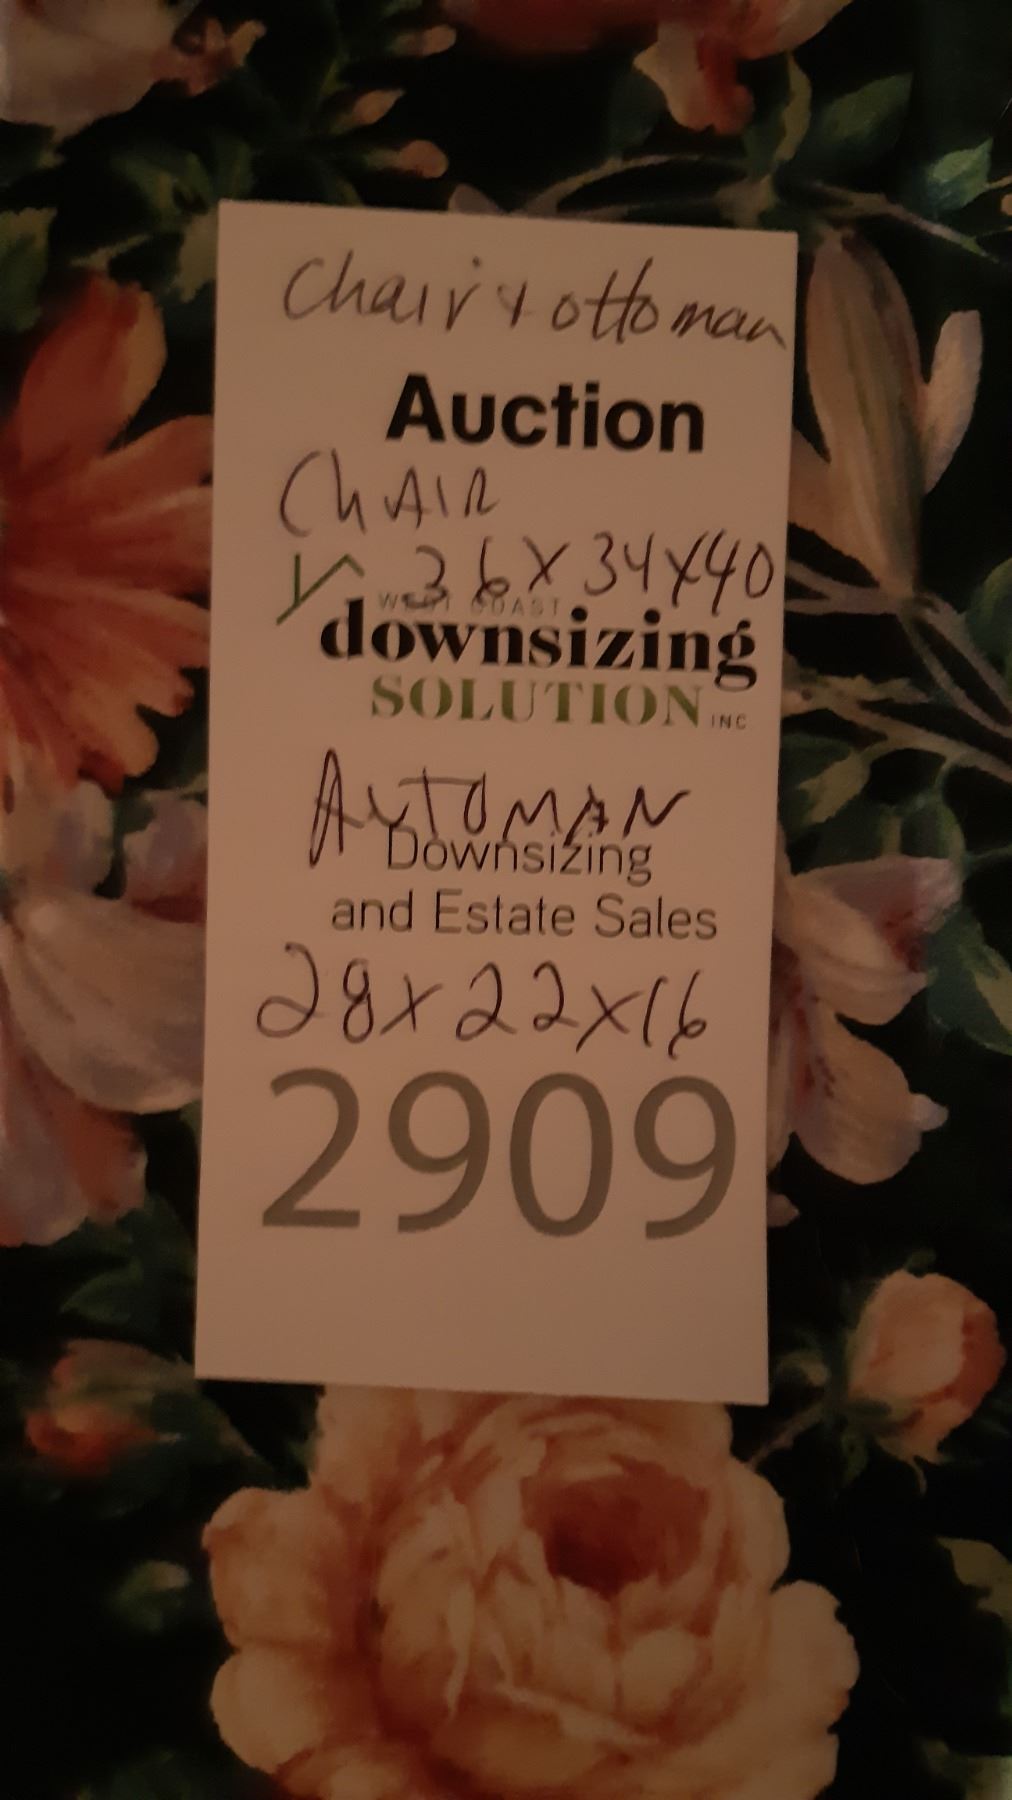 Chair & ottoman
Auction
ChAIR
36X34X40
WEST COAST
downsizing
SOLUTION INC
AUTOMAN
Downsizing
and Estate Sales
28X22X16
2909